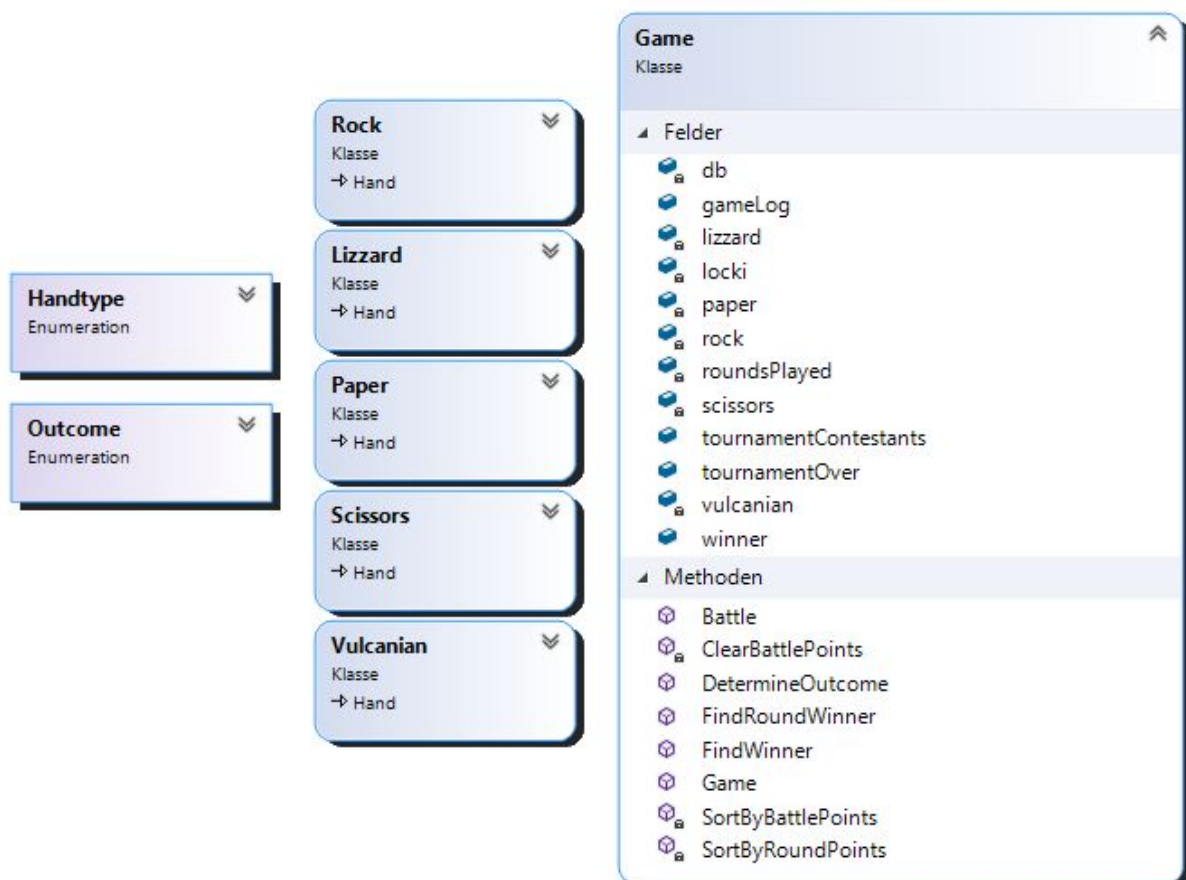 Handtype
Enumeration
Outcome
Enumeration
Rock
Klasse
Hand
Lizzard
Klasse
Hand
Paper
Klasse
Hand
Scissors
Klasse
Hand
Vulcanian
Klasse
Hand
Game
Klasse
Felder
db
gameLog
lizzard
locki
paper
rock
roundsPlayed
scissors
tournamentContestants
tournamentOver
vulcanian
winner
Methoden
Battle
ClearBattlePoints
DetermineOutcome
FindRoundWinner
FindWinner
Game
SortByBattlePoints
SortByRoundPoints